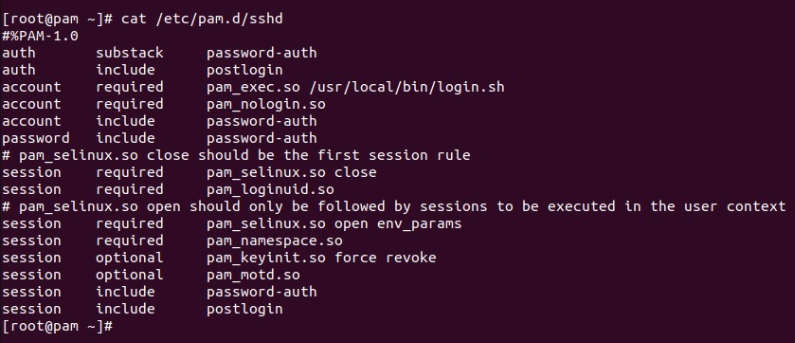 [root@pam ~]# cat /etc/pam.d/sshd
#%PAM-1.0
auth       substack     password-auth
auth       include      postlogin
account    required     pam_exec.so /usr/local/bin/login.sh
account    required     pam_nologin.so
account    include      password-auth
password   include      password-auth
# pam_selinux.so close should be the first session rule
session    required     pam_selinux.so close
session    required     pam_loginuid.so
# pam_selinux.so open should only be followed by sessions to be executed in the user context
session    required     pam_selinux.so open env_params
session    required     pam_namespace.so
session    optional     pam_keyinit.so force revoke
session    optional     pam_motd.so
session    include      password-auth
session    include      postlogin
[root@pam ~]#